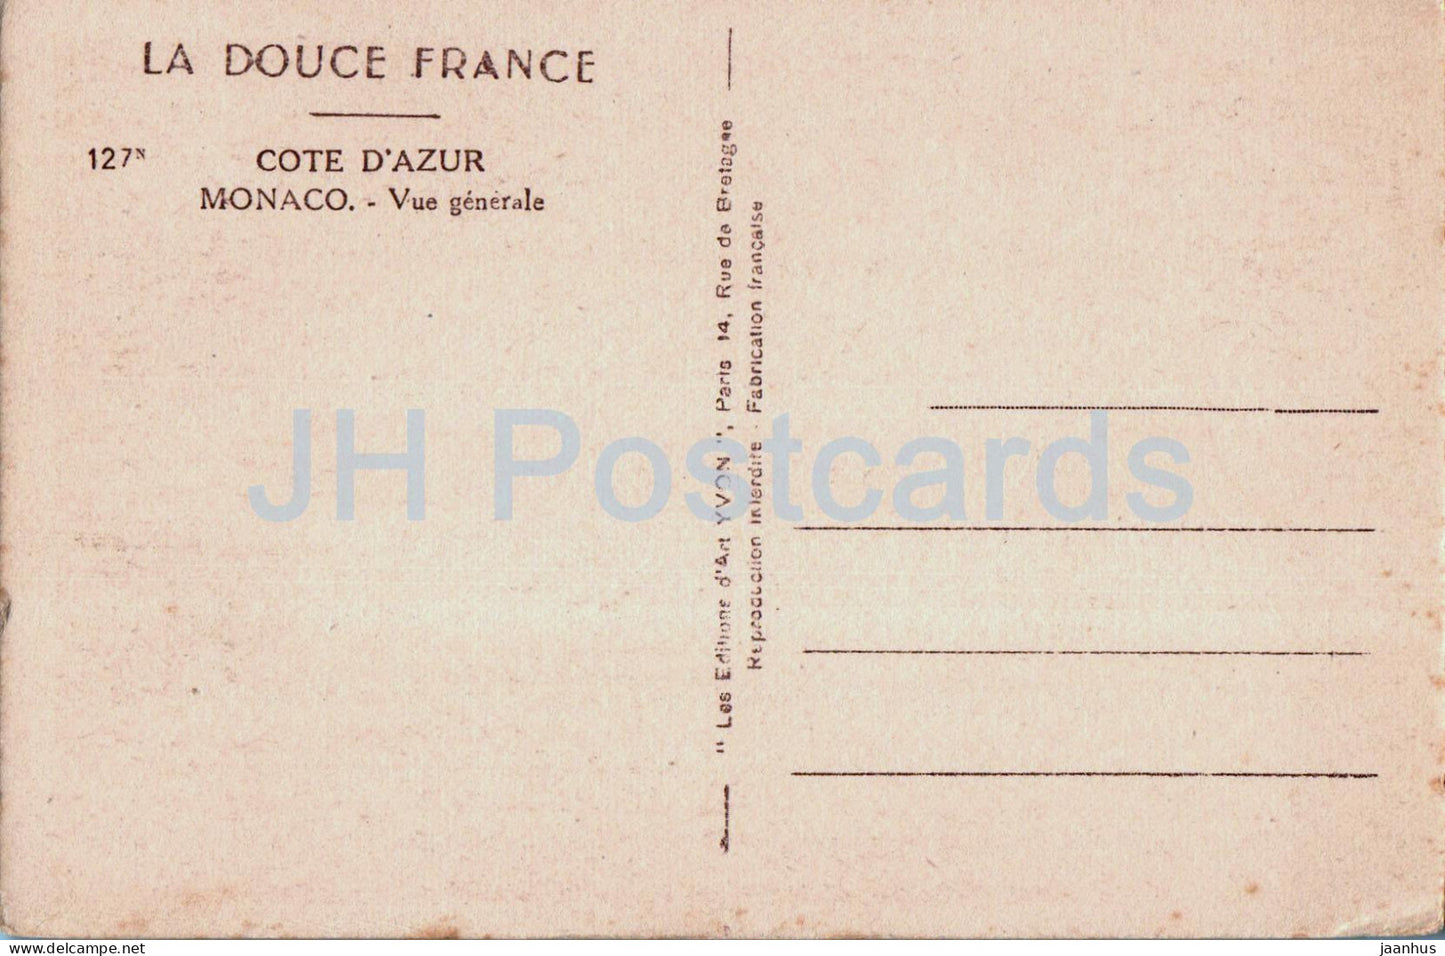 LA DOUCE FRANCE
127ᴺ
COTE D'AZUR
MONACO. - Vue générale
" Les Editions d'Art YVON ", Paris 14, Rue de Bretagne
Reproduction interdite - Fabrication française
JH Postcards
delcampe.net
jaanhus